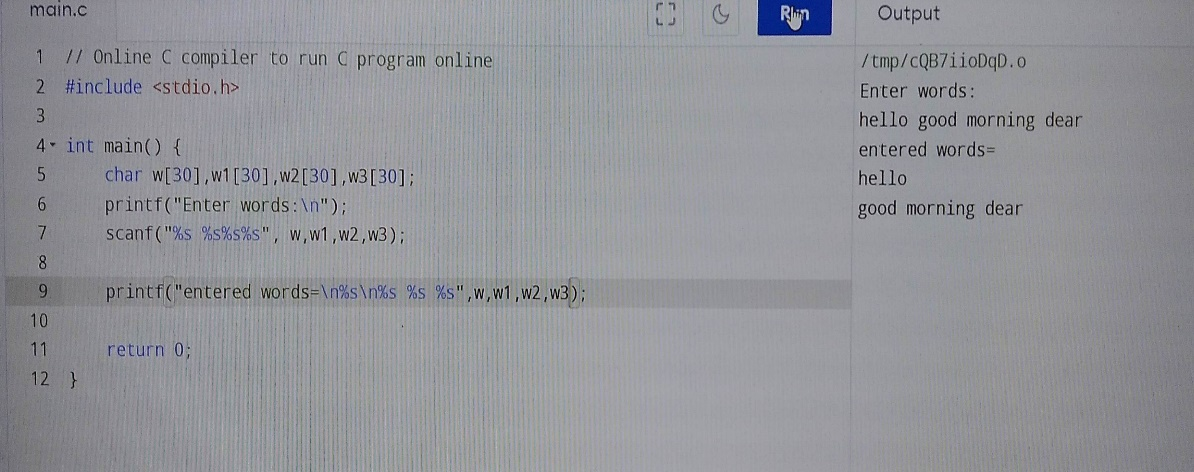 main.c
Run
Output
1 // Online C compiler to run C program online
2 #include <stdio.h>
3
4 int main() {
5 char w[30],w1[30],w2[30],w3[30];
6 printf("Enter words:\n");
7 scanf("%s %s%s%s", w,w1,w2,w3);
8
9 printf("entered words=\n%s\n%s %s %s",w,w1,w2,w3);
10
11 return 0;
12 }
/tmp/cQB7iioDqD.o
Enter words:
hello good morning dear
entered words=
hello
good morning dear